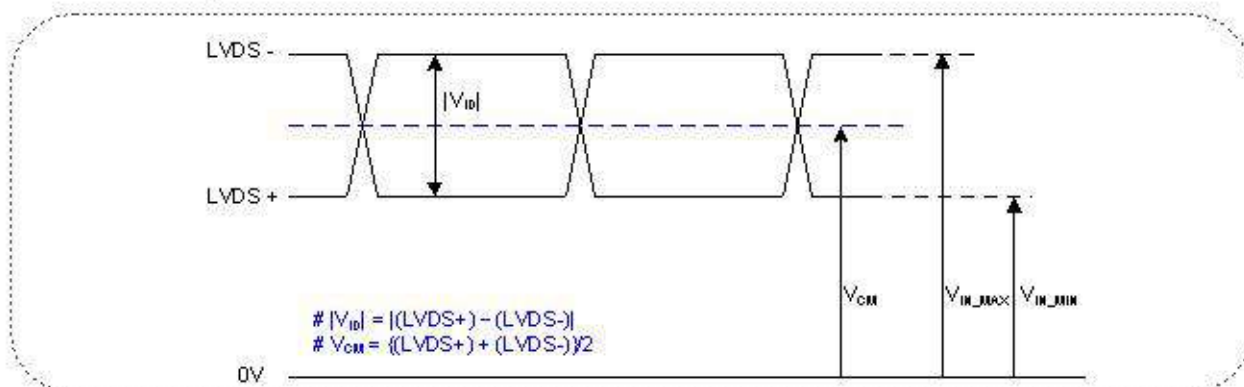 LVDS -
|VID|
LVDS +
VCM
VIN_MAX
VIN_MIN
# |VID| = |(LVDS+) – (LVDS-)|
# VCM = {(LVDS+) + (LVDS-)}/2
0V